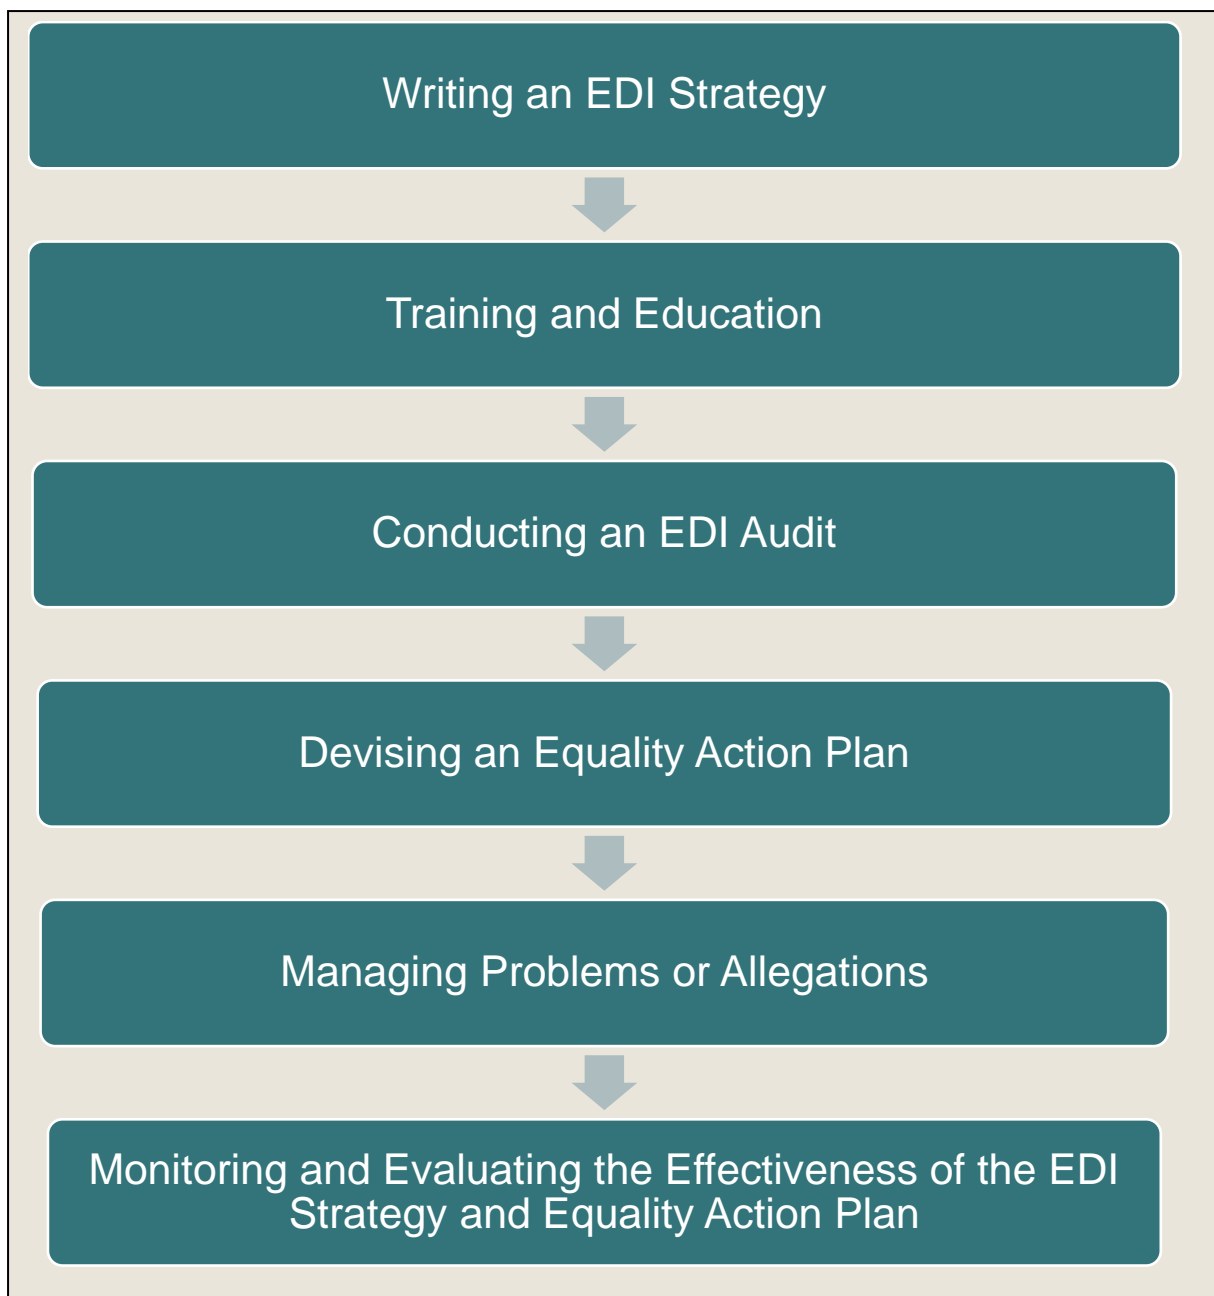 Writing an EDI Strategy
Training and Education
Conducting an EDI Audit
Devising an Equality Action Plan
Managing Problems or Allegations
Monitoring and Evaluating the Effectiveness of the EDI
Strategy and Equality Action Plan